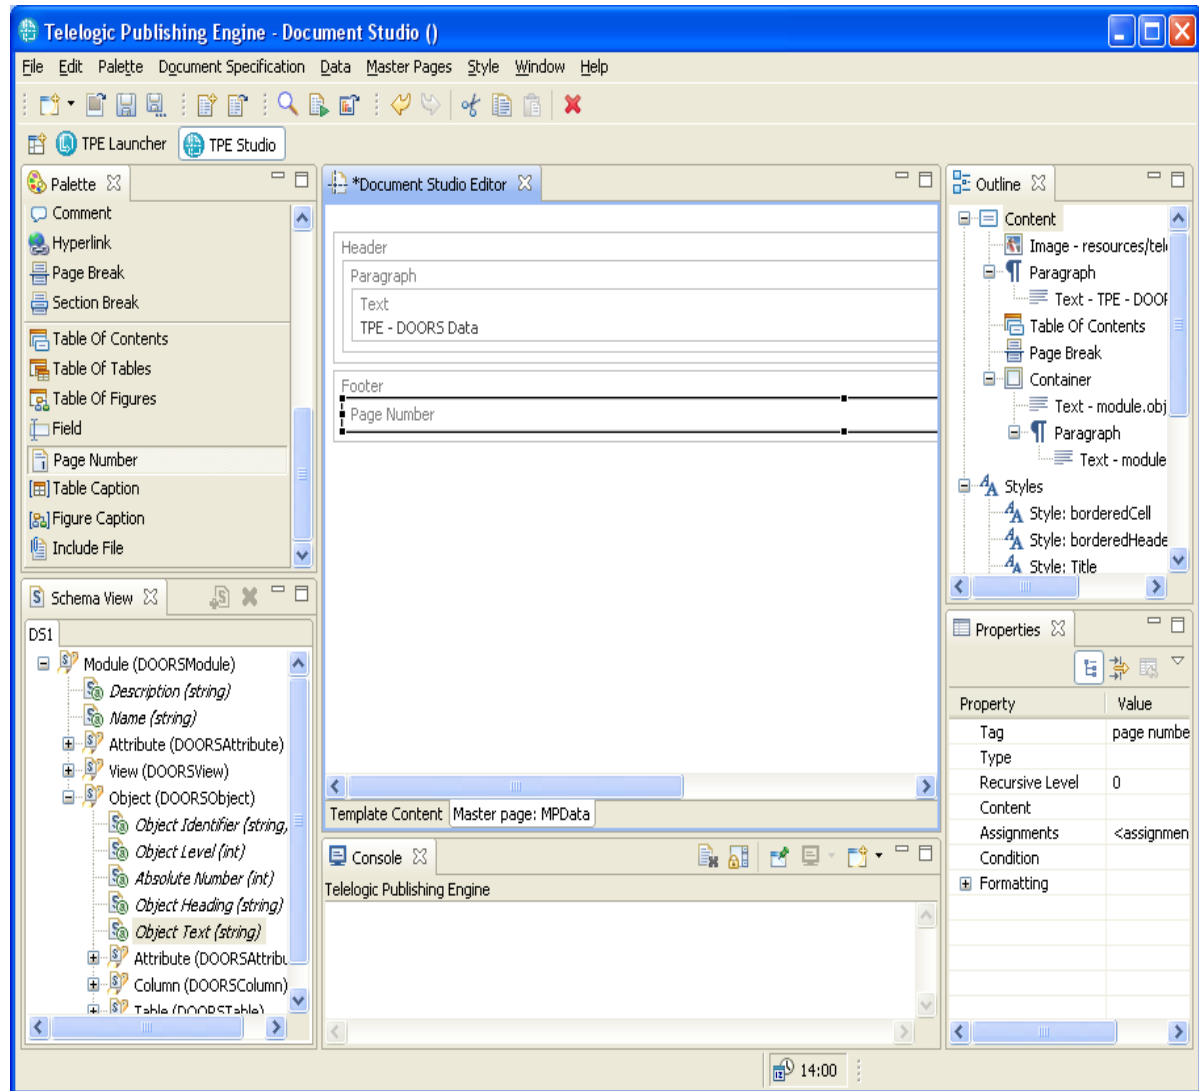 Telelogic Publishing Engine - Document Studio ()
File Edit Palette Document Specification Data Master Pages Style Window Help
TPE Launcher TPE Studio
Palette
Comment
Hyperlink
Page Break
Section Break
Table Of Contents
Table Of Tables
Table Of Figures
Field
Page Number
Table Caption
Figure Caption
Include File
Schema View
DS1
Module (DOORSModule)
Description (string)
Name (string)
Attribute (DOORSAttribute)
View (DOORSView)
Object (DOORSObject)
Object Identifier (string,
Object Level (int)
Absolute Number (int)
Object Heading (string)
Object Text (string)
Attribute (DOORSAttribu
Column (DOORSColumn)
Table (DOORSTable)
*Document Studio Editor
Header
Paragraph
Text
TPE - DOORS Data
Footer
Page Number
Template Content Master page: MPData
Console
Telelogic Publishing Engine
Outline
Content
Image - resources/tele
Paragraph
Text - TPE - DOOR
Table Of Contents
Page Break
Container
Text - module.obj
Paragraph
Text - module
Styles
Style: borderedCell
Style: borderedHeade
Style: Title
Properties
Property Value
Tag page numbe
Type
Recursive Level 0
Content
Assignments <assignmen
Condition
Formatting
14:00